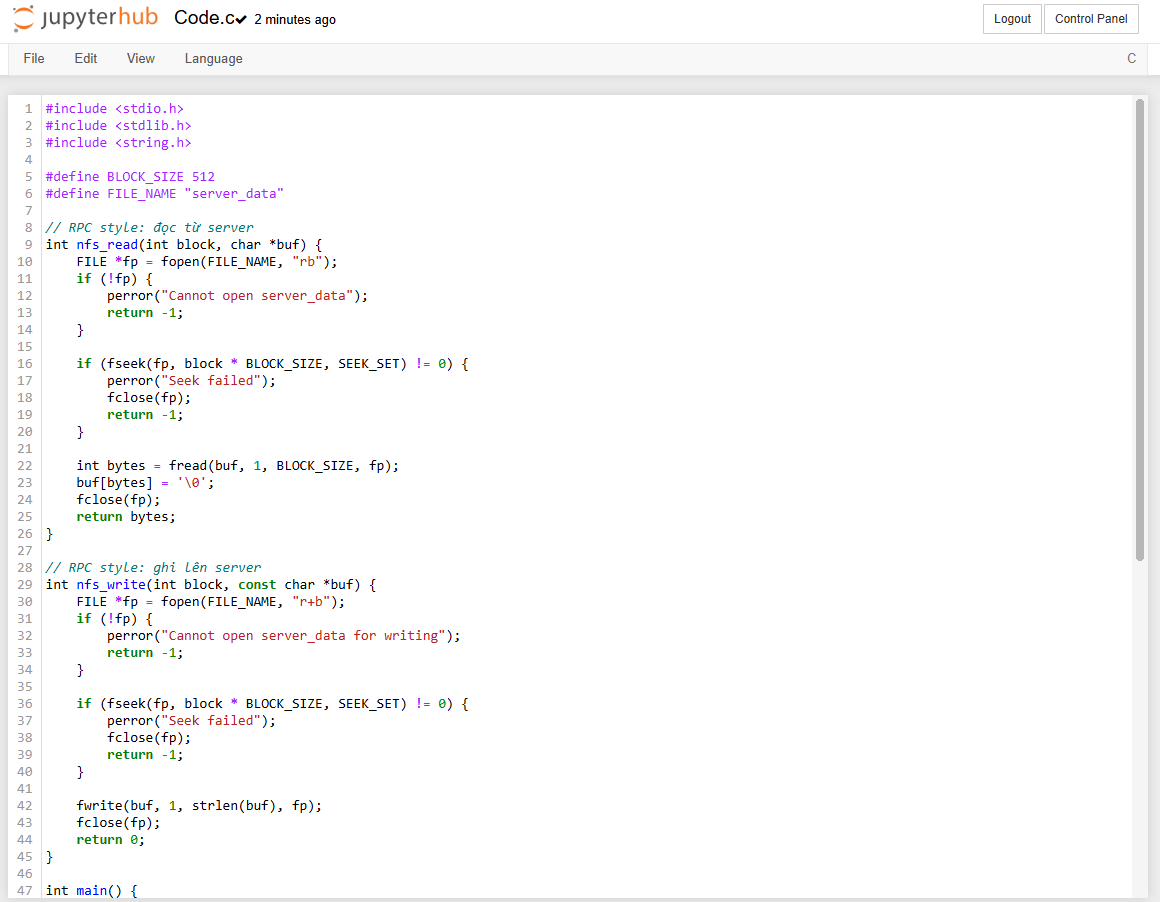 jupyterhub Code.c✔ 2 minutes ago Logout Control Panel
File Edit View Language C
1 #include <stdio.h>
2 #include <stdlib.h>
3 #include <string.h>
4
5 #define BLOCK_SIZE 512
6 #define FILE_NAME "server_data"
7
8 // RPC style: đọc từ server
9 int nfs_read(int block, char *buf) {
10     FILE *fp = fopen(FILE_NAME, "rb");
11     if (!fp) {
12         perror("Cannot open server_data");
13         return -1;
14     }
15
16     if (fseek(fp, block * BLOCK_SIZE, SEEK_SET) != 0) {
17         perror("Seek failed");
18         fclose(fp);
19         return -1;
20     }
21
22     int bytes = fread(buf, 1, BLOCK_SIZE, fp);
23     buf[bytes] = '\0';
24     fclose(fp);
25     return bytes;
26 }
27
28 // RPC style: ghi lên server
29 int nfs_write(int block, const char *buf) {
30     FILE *fp = fopen(FILE_NAME, "r+b");
31     if (!fp) {
32         perror("Cannot open server_data for writing");
33         return -1;
34     }
35
36     if (fseek(fp, block * BLOCK_SIZE, SEEK_SET) != 0) {
37         perror("Seek failed");
38         fclose(fp);
39         return -1;
40     }
41
42     fwrite(buf, 1, strlen(buf), fp);
43     fclose(fp);
44     return 0;
45 }
46
47 int main() {